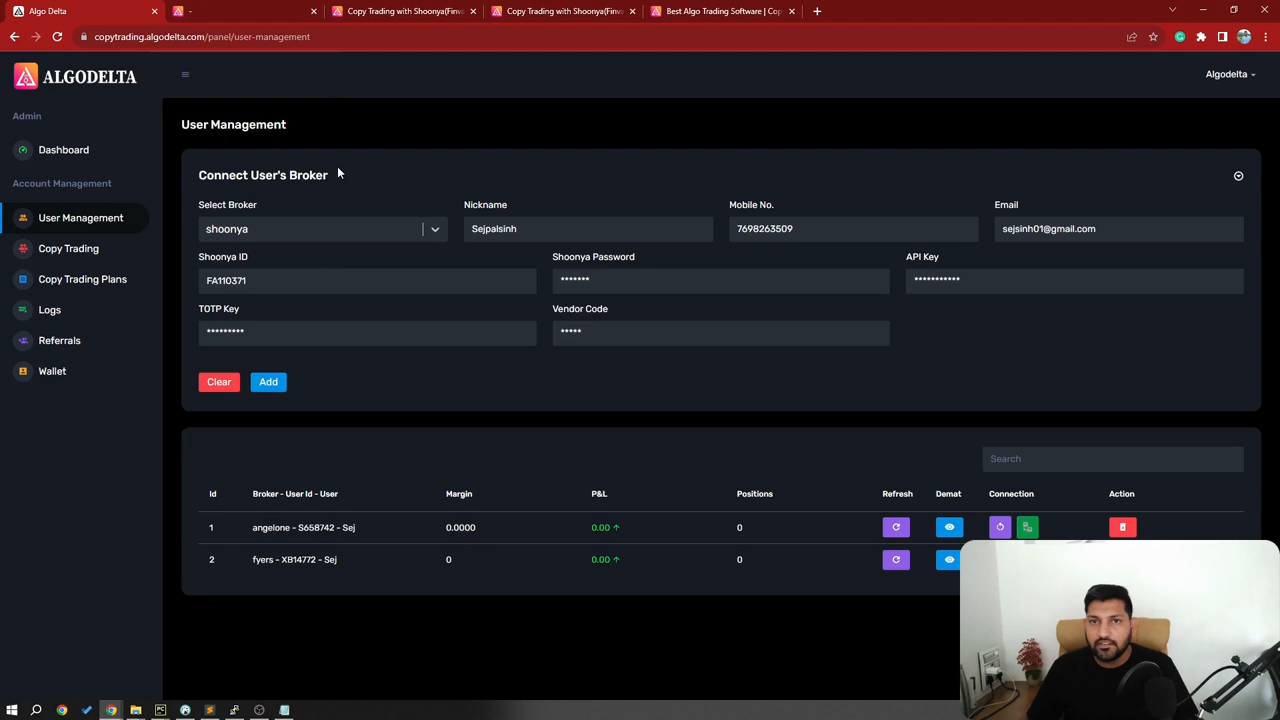 Algo Delta
-
Copy Trading with Shoonya(Finva
Copy Trading with Shoonya(Finva
Best Algo Trading Software | Cop
copytrading.algodelta.com/panel/user-management
ALGODELTA
Algodelta
Admin
Dashboard
Account Management
User Management
Copy Trading
Copy Trading Plans
Logs
Referrals
Wallet
User Management
Connect User's Broker
Select Broker
Nickname
Mobile No.
Email
shoonya
Sejpalsinh
7698263509
sejsinh01@gmail.com
Shoonya ID
Shoonya Password
API Key
FA110371
*******
***********
TOTP Key
Vendor Code
*********
*****
Clear
Add
Search
Id
Broker - User Id - User
Margin
P&L
Positions
Refresh
Demat
Connection
Action
1
angelone - S658742 - Sej
0.0000
0.00 ↑
0
2
fyers - XB14772 - Sej
0
0.00 ↑
0